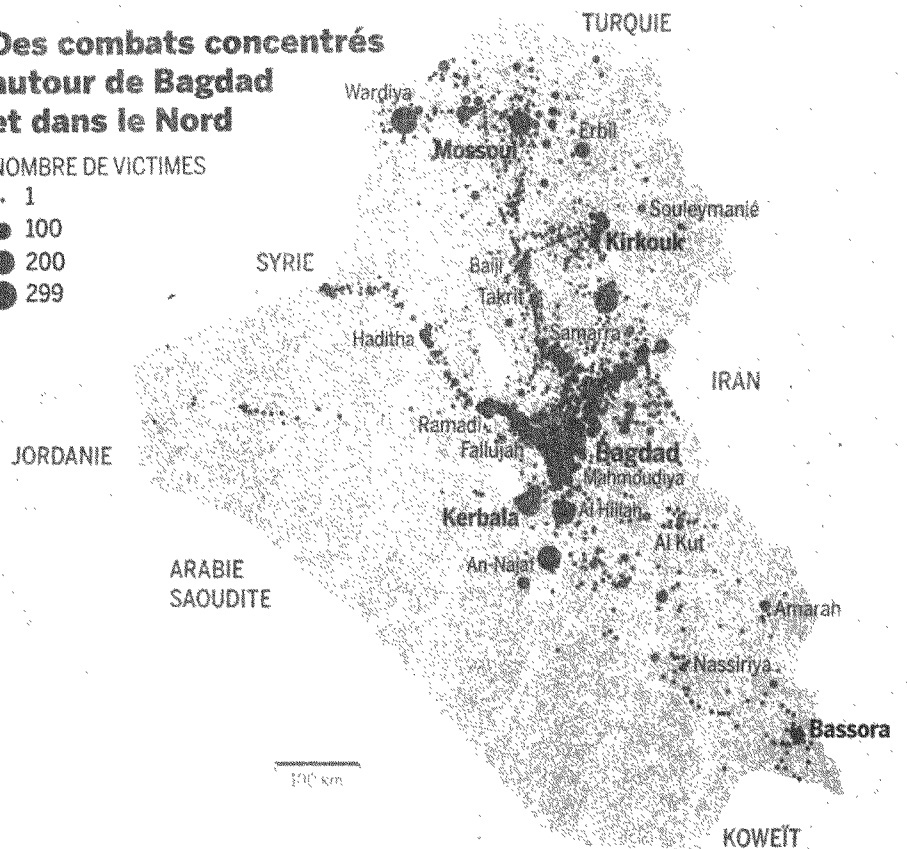 Des combats concentrés
autour de Bagdad
et dans le Nord
NOMBRE DE VICTIMES
1
100
200
299
TURQUIE
Wardiya
Erbil
Mossoul
Souleymanié
Kirkouk
SYRIE
Baiji
Takrit
Samarra
Haditha
IRAN
Ramadi
Fallujah
JORDANIE
Bagdad
Mahmoudiya
Kerbala
Al Hillah
Al Kut
An-Najaf
ARABIE
SAOUDITE
Amarah
Nassiriya
Bassora
100 km
KOWEÏT